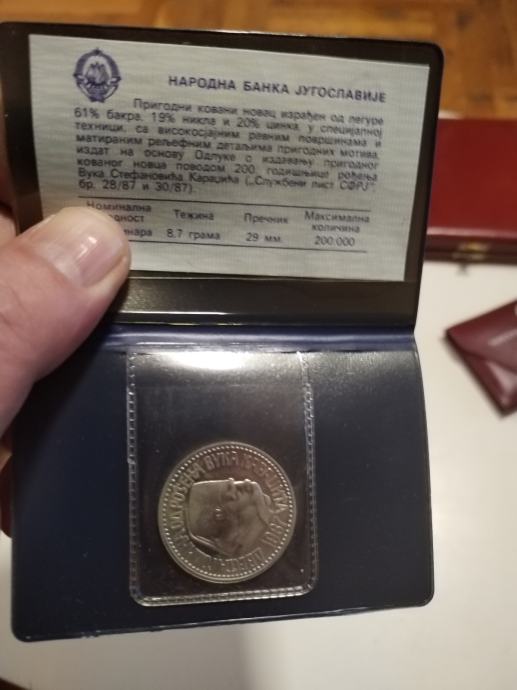 НАРОДНА БАНКА ЈУГОСЛАВИЈЕ
Пригодни ковани новац израђен од легуре
61% бакра, 19% никла и 20% цинка, у специјалној
техници, са високосјајним равним површинама и
матираним рељефним детаљима пригодних мотива,
издат на основу Одлуке о издавању пригодног
кованог новца поводом 200. годишњице рођења
Вука Стефановића Караџића („Службени лист СФРЈ",
бр. 28/87 и 30/87).
Номинална Тежина Пречник Максимална
количина
8,7 грама 29 мм. 200.000